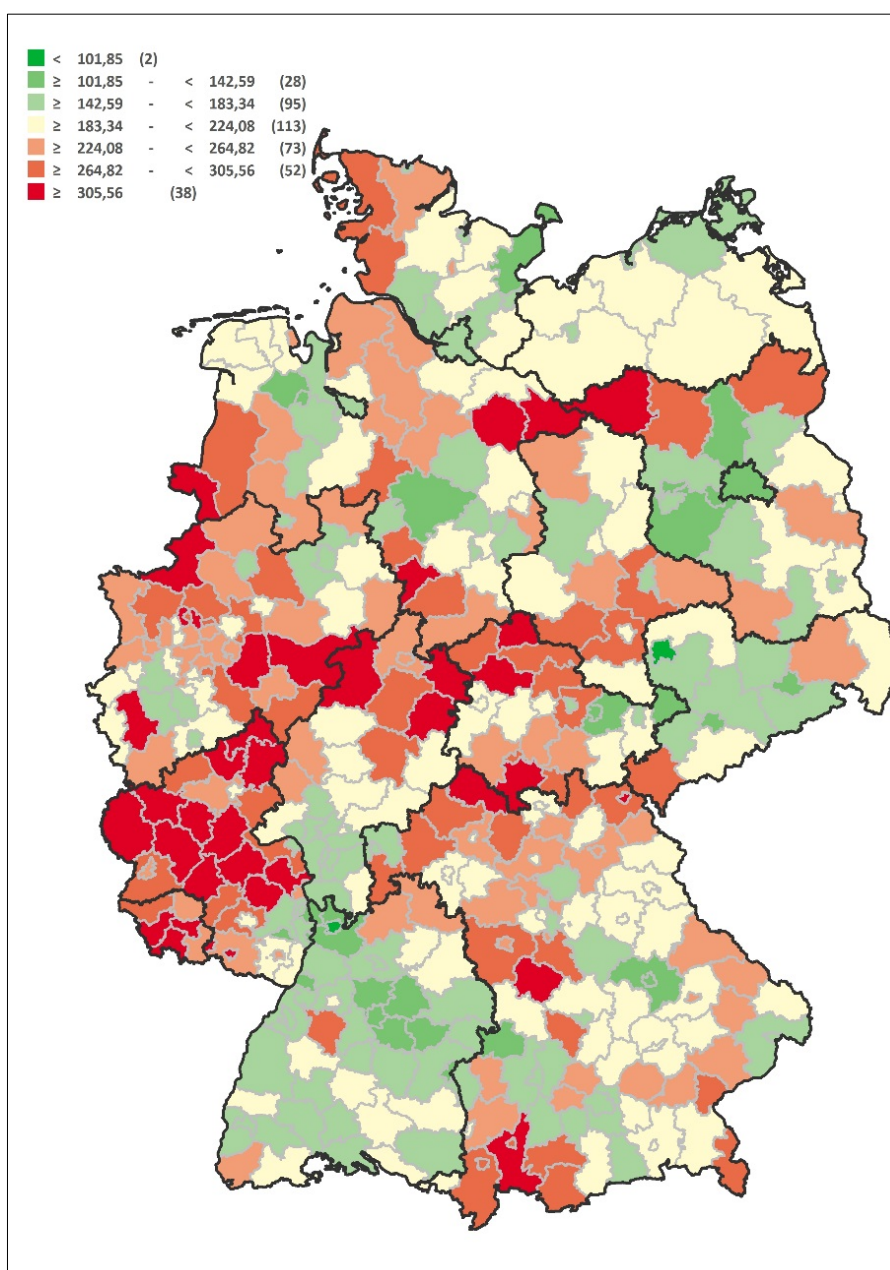 < 101,85 (2)
≥ 101,85 - < 142,59 (28)
≥ 142,59 - < 183,34 (95)
≥ 183,34 - < 224,08 (113)
≥ 224,08 - < 264,82 (73)
≥ 264,82 - < 305,56 (52)
≥ 305,56 (38)